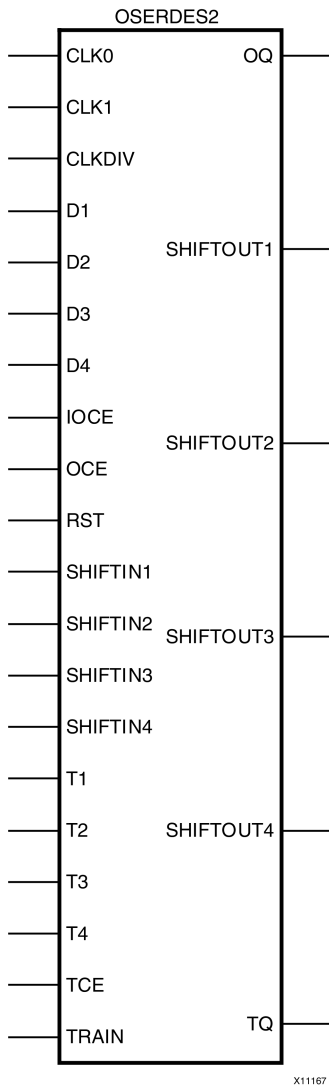 OSERDES2
CLK0
OQ
CLK1
CLKDIV
D1
SHIFTOUT1
D2
D3
D4
IOCE
SHIFTOUT2
OCE
RST
SHIFTIN1
SHIFTIN2
SHIFTOUT3
SHIFTIN3
SHIFTIN4
T1
T2
SHIFTOUT4
T3
T4
TCE
TQ
TRAIN
X11167